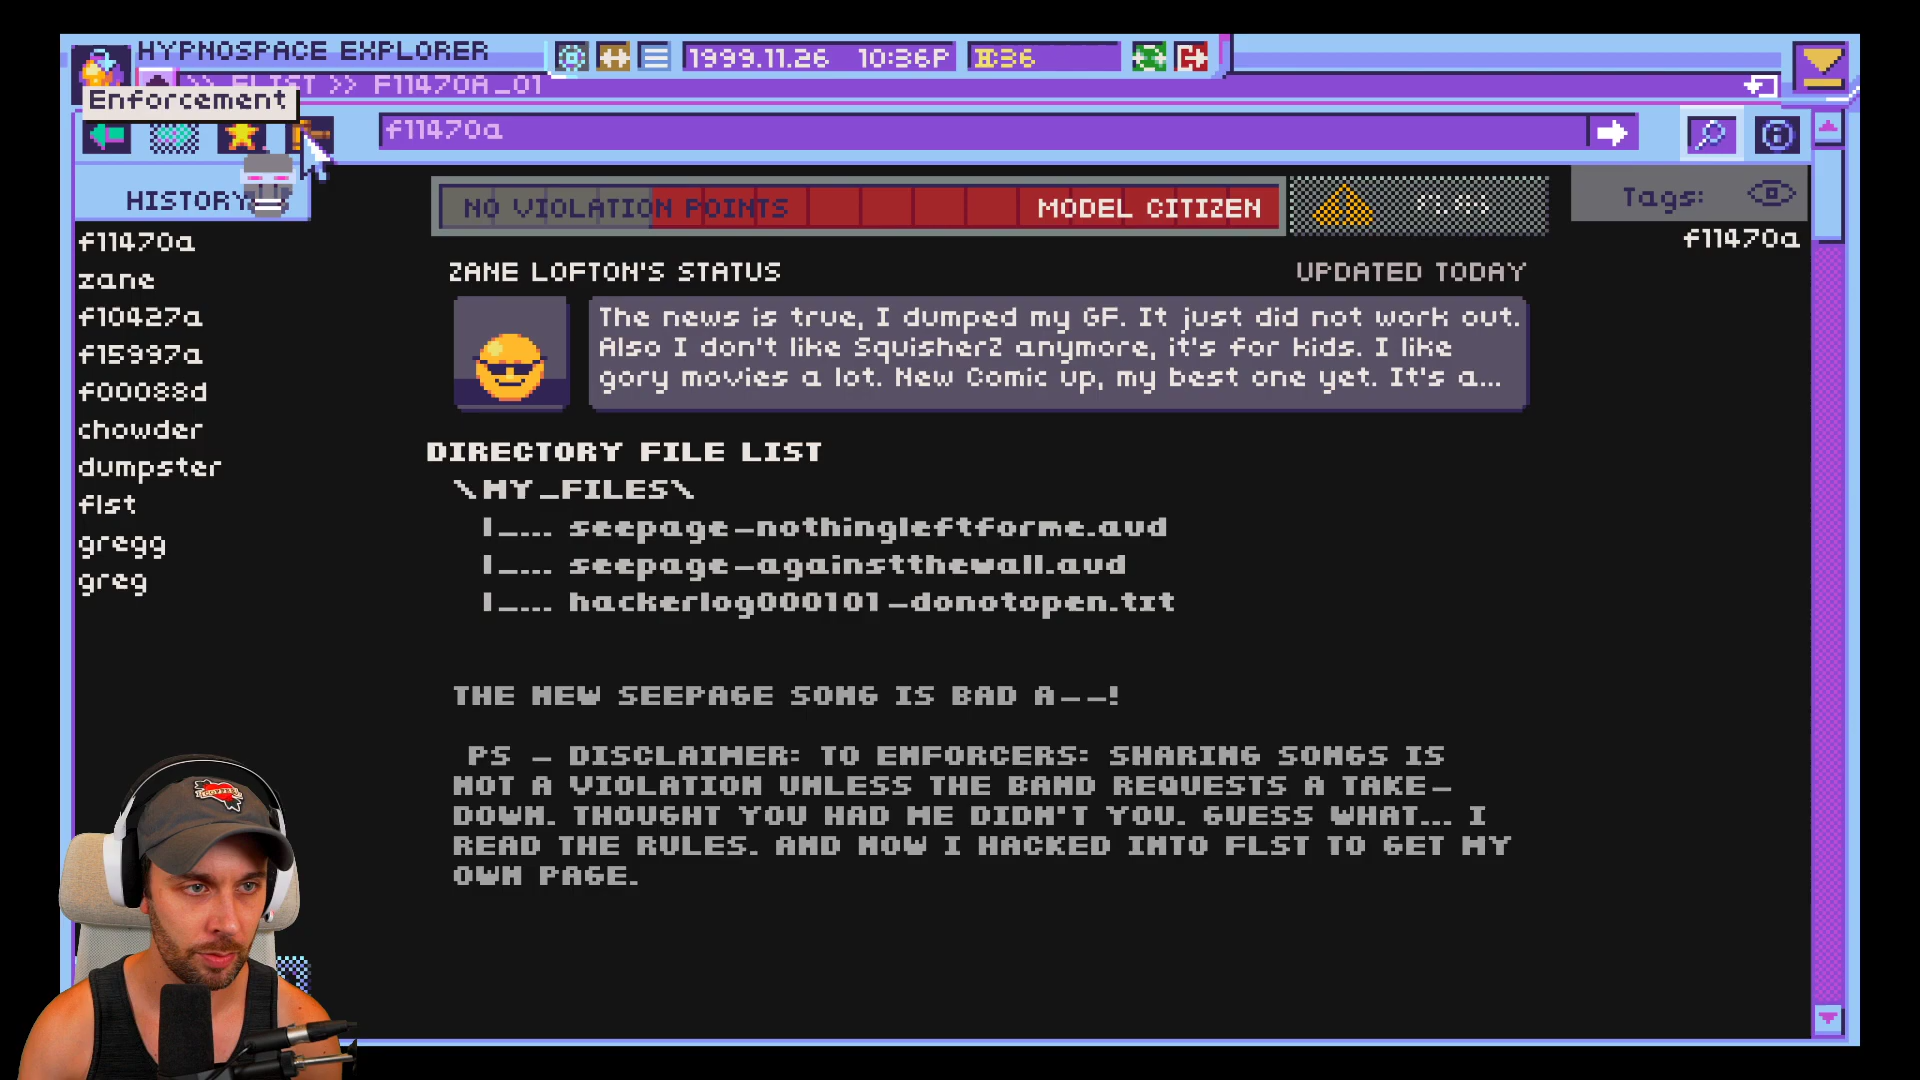 HYPNOSPACE EXPLORER
1999.11.26 10:36P
36
>> FLIST >> F11470A_01
Enforcement
f11470a
HISTORY
f11470a
zane
f10427a
f15997a
f00088d
chowder
dumpster
flst
gregg
greg
NO VIOLATION POINTS
MODEL CITIZEN
Tags:
f11470a
ZANE LOFTON'S STATUS
UPDATED TODAY
The news is true, I dumped my GF. It just did not work out.
Also I don't like SquisherZ anymore, it's for kids. I like
gory movies a lot. New Comic up, my best one yet. It's a...
DIRECTORY FILE LIST
\MY_FILES\
|_... seepage-nothingleftforme.aud
|_... seepage-againstthewall.aud
|_... hackerlog000101-donotopen.txt
THE NEW SEEPAGE SONG IS BAD A--!
PS - DISCLAIMER: TO ENFORCERS: SHARING SONGS IS
NOT A VIOLATION UNLESS THE BAND REQUESTS A TAKE-
DOWN. THOUGHT YOU HAD ME DIDN'T YOU. GUESS WHAT... I
READ THE RULES. AND NOW I HACKED INTO FLST TO GET MY
OWN PAGE.